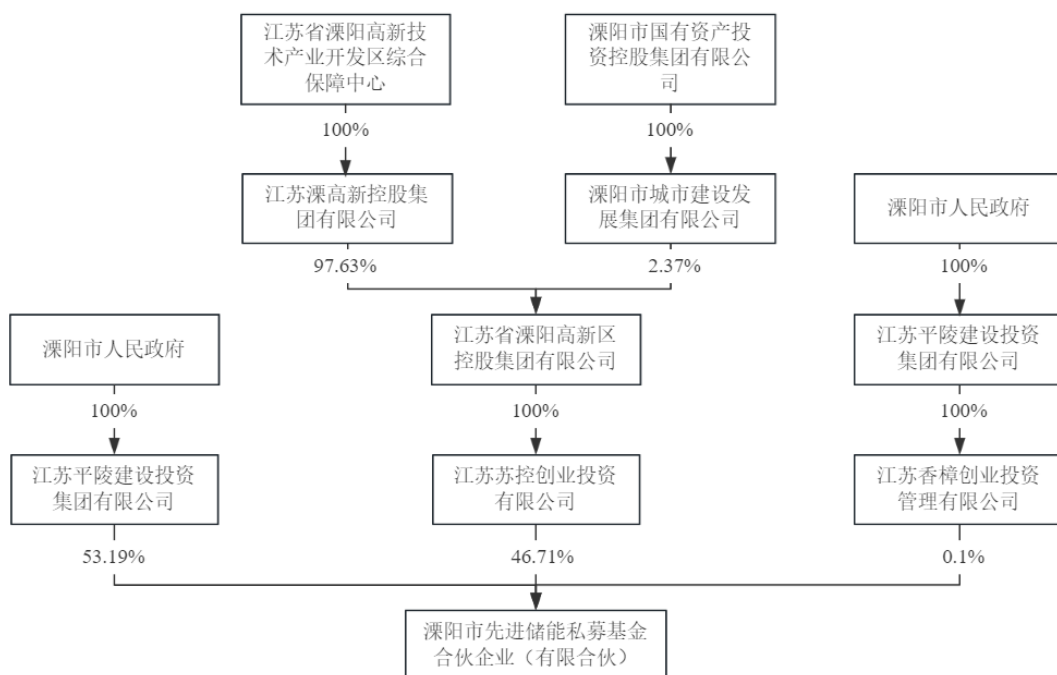 江苏省溧阳高新技
术产业开发区综合
保障中心
溧阳市国有资产投
资控股集团有限公
司
100%
100%
江苏溧高新控股集
团有限公司
溧阳市城市建设发
展集团有限公司
溧阳市人民政府
97.63%
2.37%
100%
溧阳市人民政府
江苏省溧阳高新区
控股集团有限公司
江苏平陵建设投资
集团有限公司
100%
100%
100%
江苏平陵建设投资
集团有限公司
江苏苏控创业投资
有限公司
江苏香樟创业投资
管理有限公司
53.19%
46.71%
0.1%
溧阳市先进储能私募基金
合伙企业（有限合伙）